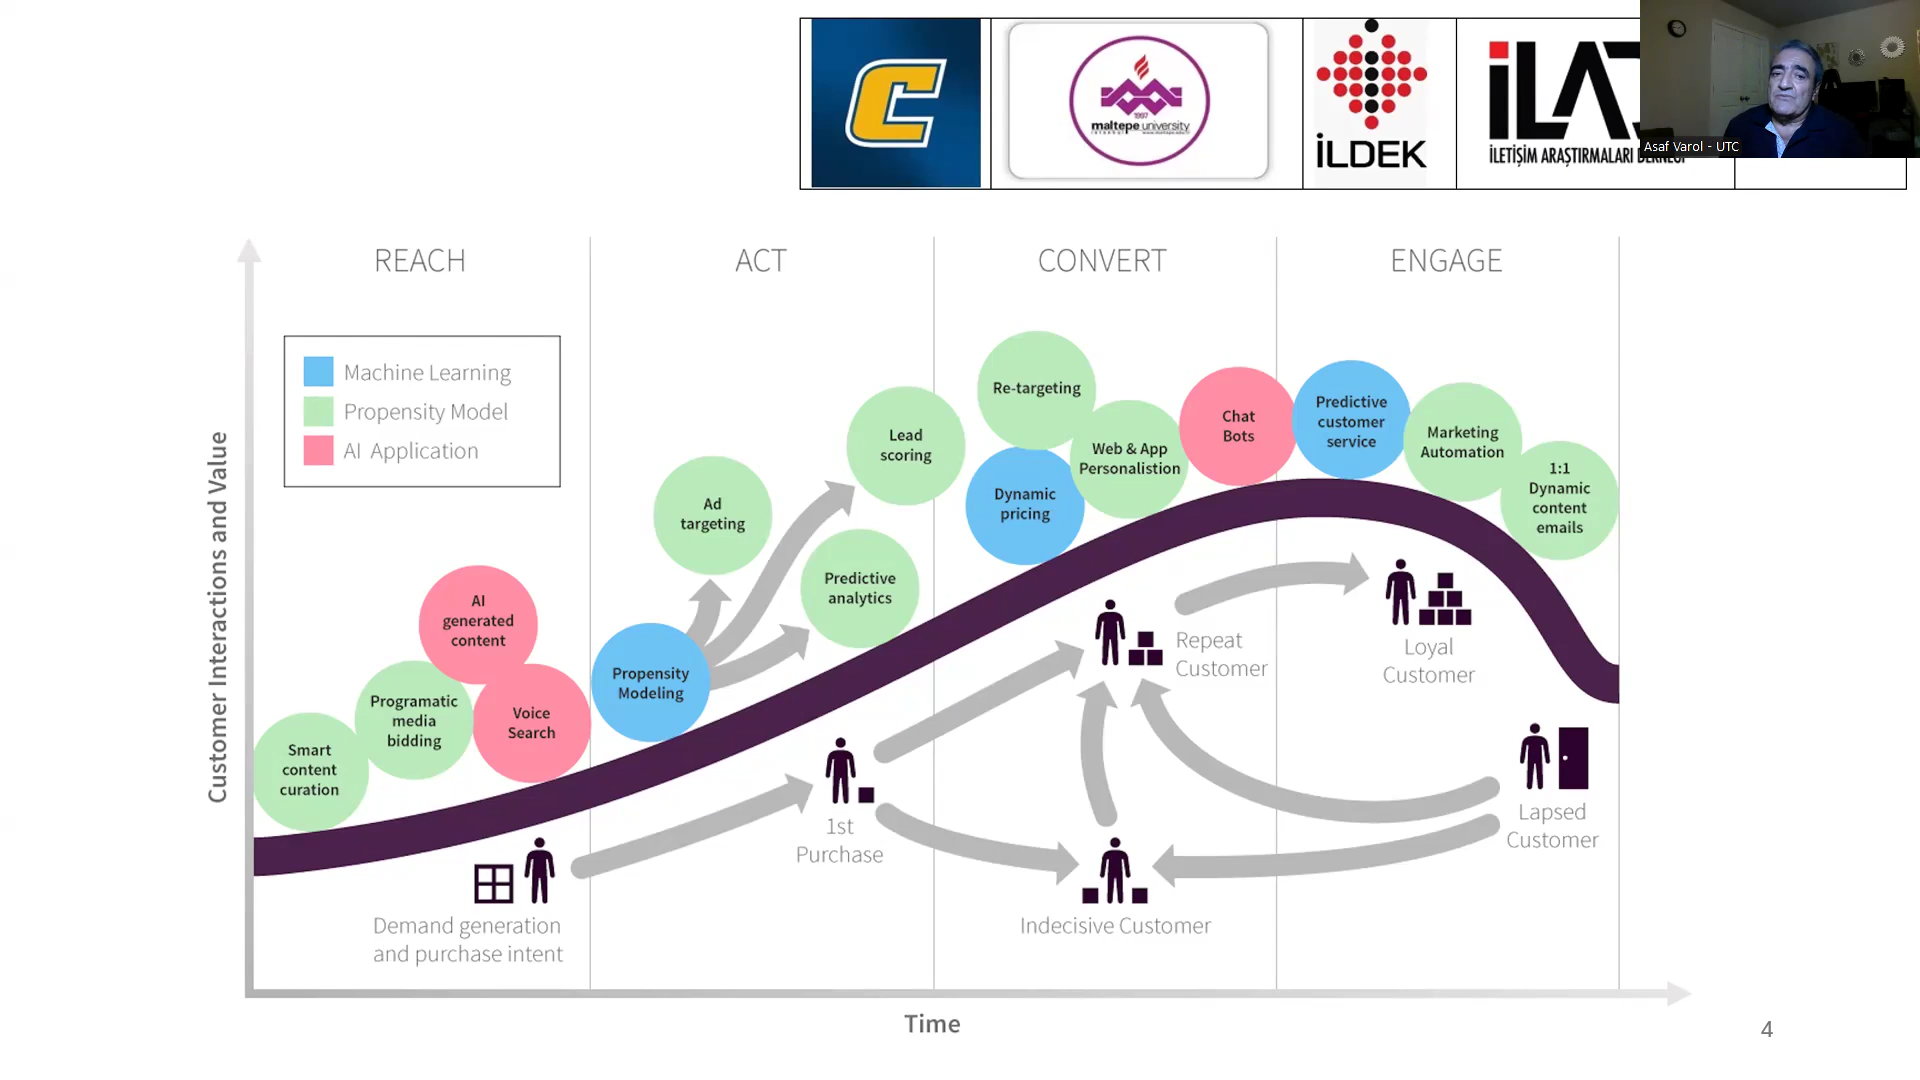 C
1997
maltepe university
İLDEK
İLA
İLETİŞİM ARAŞTIRMALARI DERNEĞİ
Asaf Varol - UTC
REACH
ACT
CONVERT
ENGAGE
Machine Learning
Propensity Model
AI Application
Customer Interactions and Value
Smart
content
curation
Programatic
media
bidding
AI
generated
content
Voice
Search
Propensity
Modeling
Ad
targeting
Lead
scoring
Predictive
analytics
Re-targeting
Dynamic
pricing
Web & App
Personalistion
Chat
Bots
Predictive
customer
service
Marketing
Automation
1:1
Dynamic
content
emails
Demand generation
and purchase intent
1st
Purchase
Repeat
Customer
Indecisive Customer
Loyal
Customer
Lapsed
Customer
Time
4